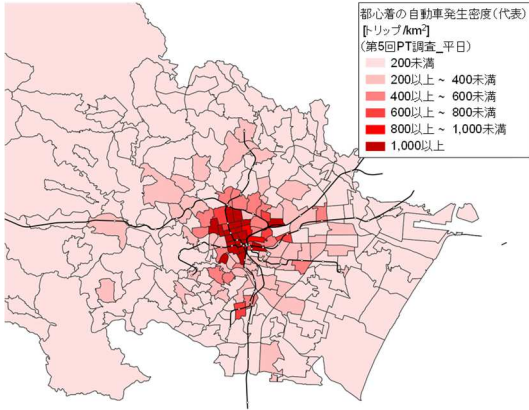 都心着の自動車発生密度(代表)
[トリップ/km²]
(第5回PT調査_平日)
200未満
200以上 ~ 400未満
400以上 ~ 600未満
600以上 ~ 800未満
800以上 ~ 1,000未満
1,000以上